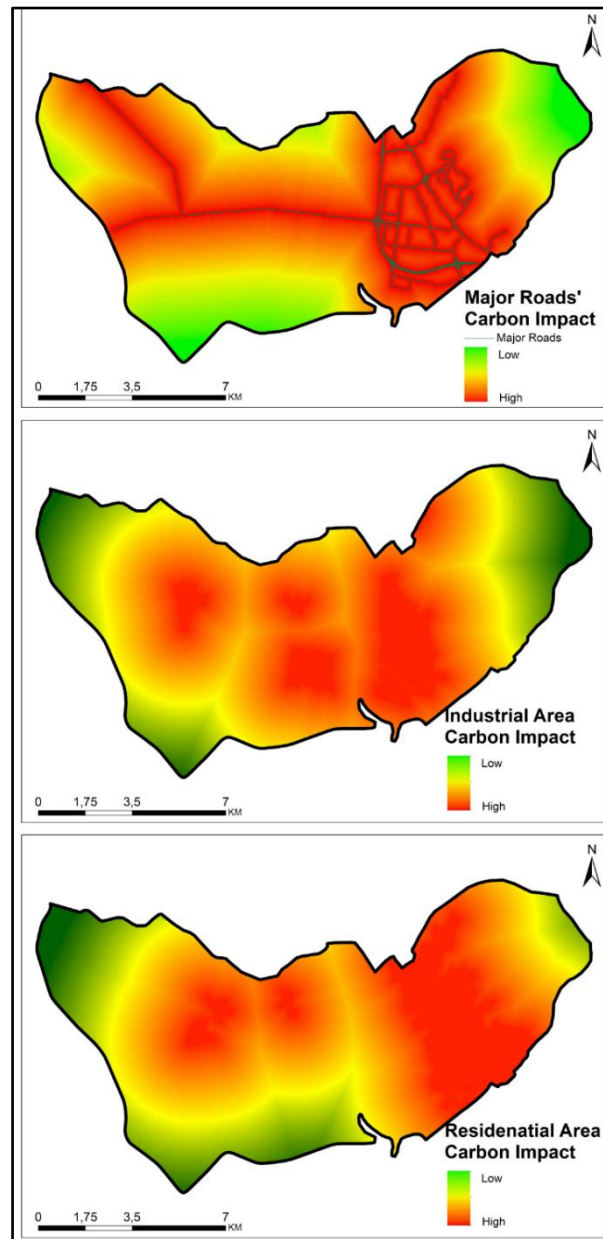 N
Major Roads'
Carbon Impact
Major Roads
Low
High
0 1,75 3,5 7
KM
N
Industrial Area
Carbon Impact
Low
High
0 1,75 3,5 7
KM
N
Residenatial Area
Carbon Impact
Low
High
0 1,75 3,5 7
KM